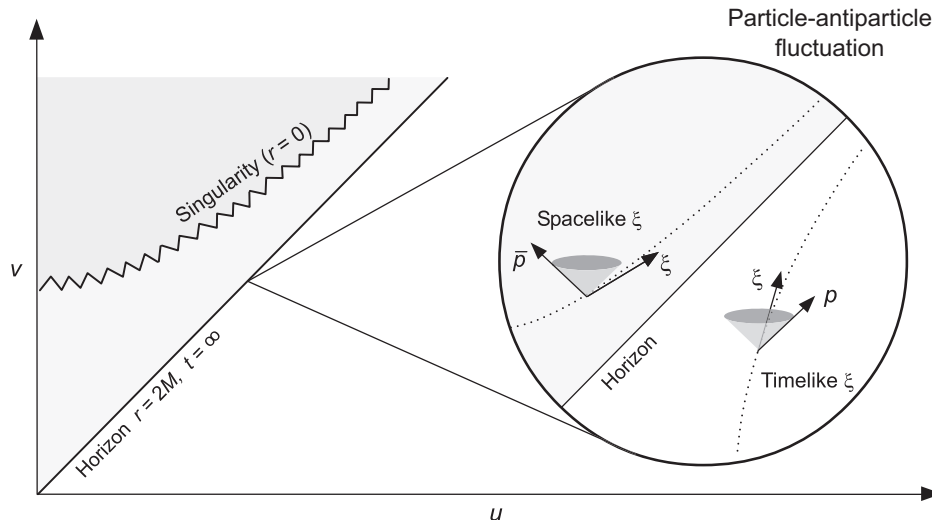 Particle-antiparticle
fluctuation
Singularity (r = 0)
Spacelike ξ
p̄
ξ
v
ξ
p
Horizon
Timelike ξ
Horizon r = 2M, t = ∞
u